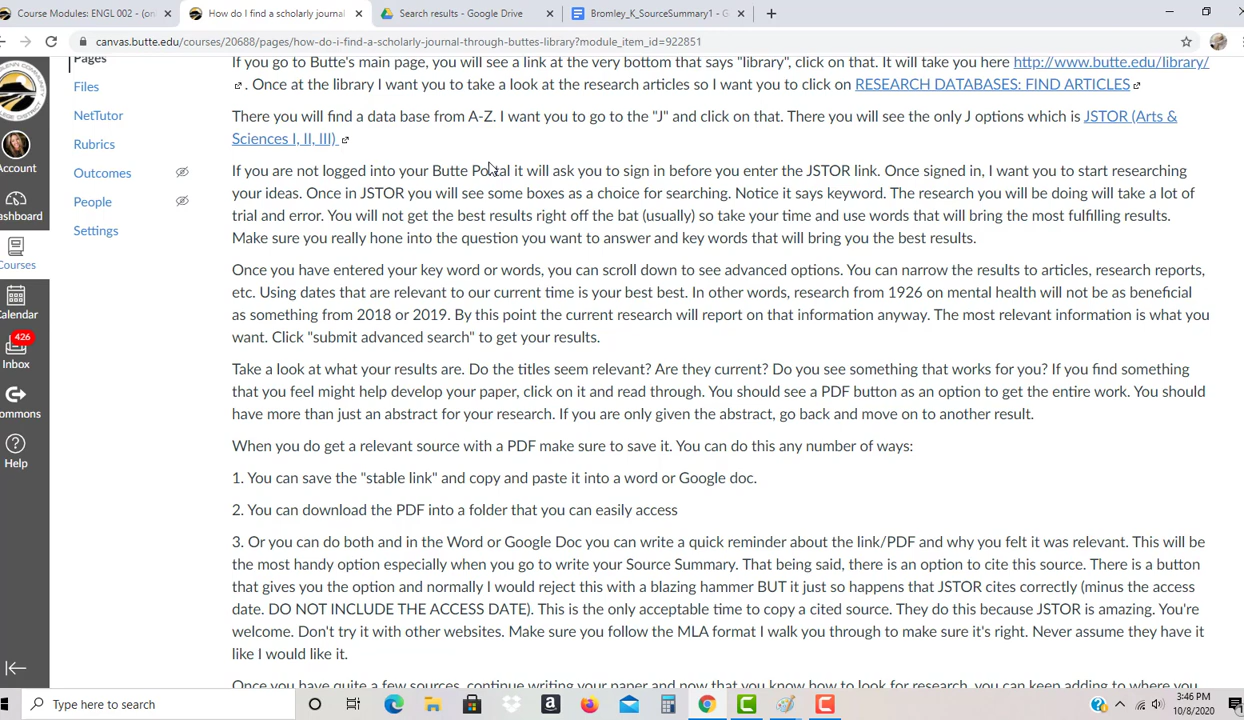 Course Modules: ENGL 002 - (on
How do I find a scholarly journal
Search results - Google Drive
Bromley_K_SourceSummary1 - G
canvas.butte.edu/courses/20688/pages/how-do-i-find-a-scholarly-journal-through-buttes-library?module_item_id=922851
Pages
Files
NetTutor
Rubrics
Outcomes
People
Settings
Account
ashboard
Courses
Calendar
426
Inbox
ommons
Help
If you go to Butte's main page, you will see a link at the very bottom that says "library", click on that. It will take you here http://www.butte.edu/library/
. Once at the library I want you to take a look at the research articles so I want you to click on RESEARCH DATABASES: FIND ARTICLES
There you will find a data base from A-Z. I want you to go to the "J" and click on that. There you will see the only J options which is JSTOR (Arts &
Sciences I, II, III)
If you are not logged into your Butte Portal it will ask you to sign in before you enter the JSTOR link. Once signed in, I want you to start researching
your ideas. Once in JSTOR you will see some boxes as a choice for searching. Notice it says keyword. The research you will be doing will take a lot of
trial and error. You will not get the best results right off the bat (usually) so take your time and use words that will bring the most fulfilling results.
Make sure you really hone into the question you want to answer and key words that will bring you the best results.
Once you have entered your key word or words, you can scroll down to see advanced options. You can narrow the results to articles, research reports,
etc. Using dates that are relevant to our current time is your best best. In other words, research from 1926 on mental health will not be as beneficial
as something from 2018 or 2019. By this point the current research will report on that information anyway. The most relevant information is what you
want. Click "submit advanced search" to get your results.
Take a look at what your results are. Do the titles seem relevant? Are they current? Do you see something that works for you? If you find something
that you feel might help develop your paper, click on it and read through. You should see a PDF button as an option to get the entire work. You should
have more than just an abstract for your research. If you are only given the abstract, go back and move on to another result.
When you do get a relevant source with a PDF make sure to save it. You can do this any number of ways:
1. You can save the "stable link" and copy and paste it into a word or Google doc.
2. You can download the PDF into a folder that you can easily access
3. Or you can do both and in the Word or Google Doc you can write a quick reminder about the link/PDF and why you felt it was relevant. This will be
the most handy option especially when you go to write your Source Summary. That being said, there is an option to cite this source. There is a button
that gives you the option and normally I would reject this with a blazing hammer BUT it just so happens that JSTOR cites correctly (minus the access
date. DO NOT INCLUDE THE ACCESS DATE). This is the only acceptable time to copy a cited source. They do this because JSTOR is amazing. You're
welcome. Don't try it with other websites. Make sure you follow the MLA format I walk you through to make sure it's right. Never assume they have it
like I would like it.
Once you have quite a few sources, continue writing your paper and now that you know how to look for research, you can keep adding to where you
Type here to search
3:46 PM
10/8/2020